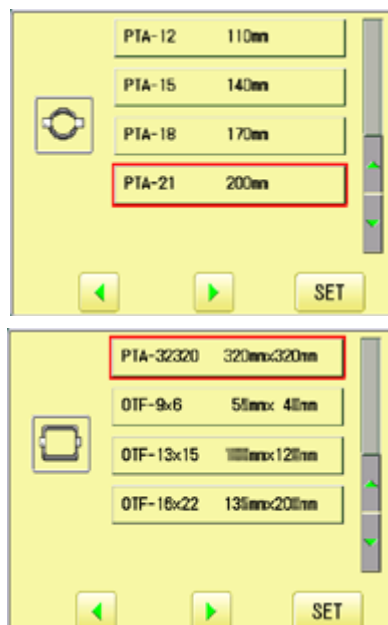 PTA-12 110mm
PTA-15 140mm
PTA-18 170mm
PTA-21 200mm
SET
PTA-32320 320mmx320mm
OTF-9x6
OTF-13x15
OTF-16x22
SET